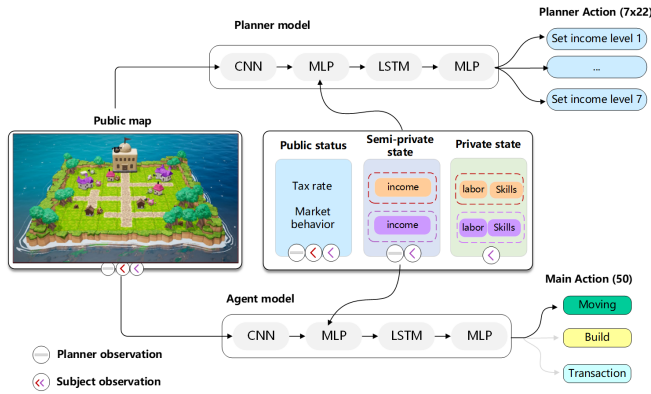 Planner model
Planner Action (7x22)
CNN
MLP
LSTM
MLP
Set income level 1
...
Set income level 7
Public map
Public status
Tax rate
Market
behavior
Semi-private
state
income
income
Private state
labor
Skills
labor
Skills
Agent model
CNN
MLP
LSTM
MLP
Main Action (50)
Moving
Build
Transaction
Planner observation
Subject observation